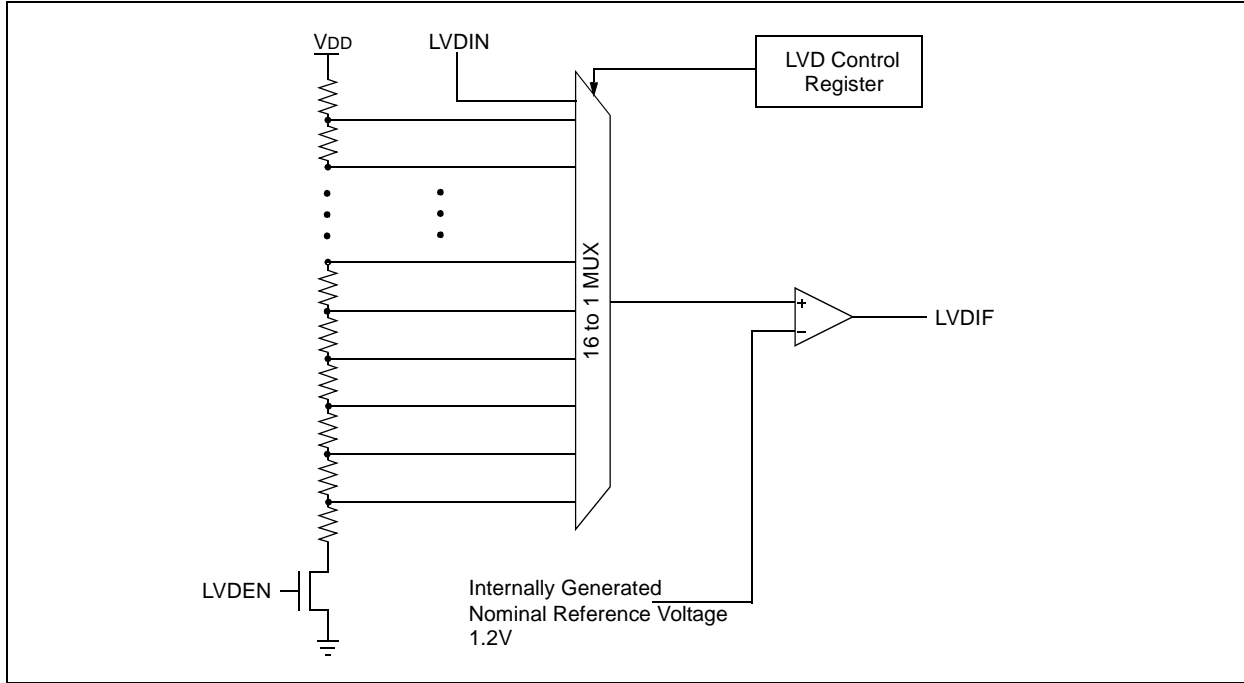 VDD
LVDIN
LVD Control
Register
16 to 1 MUX
+
−
LVDIF
LVDEN
Internally Generated
Nominal Reference Voltage
1.2V